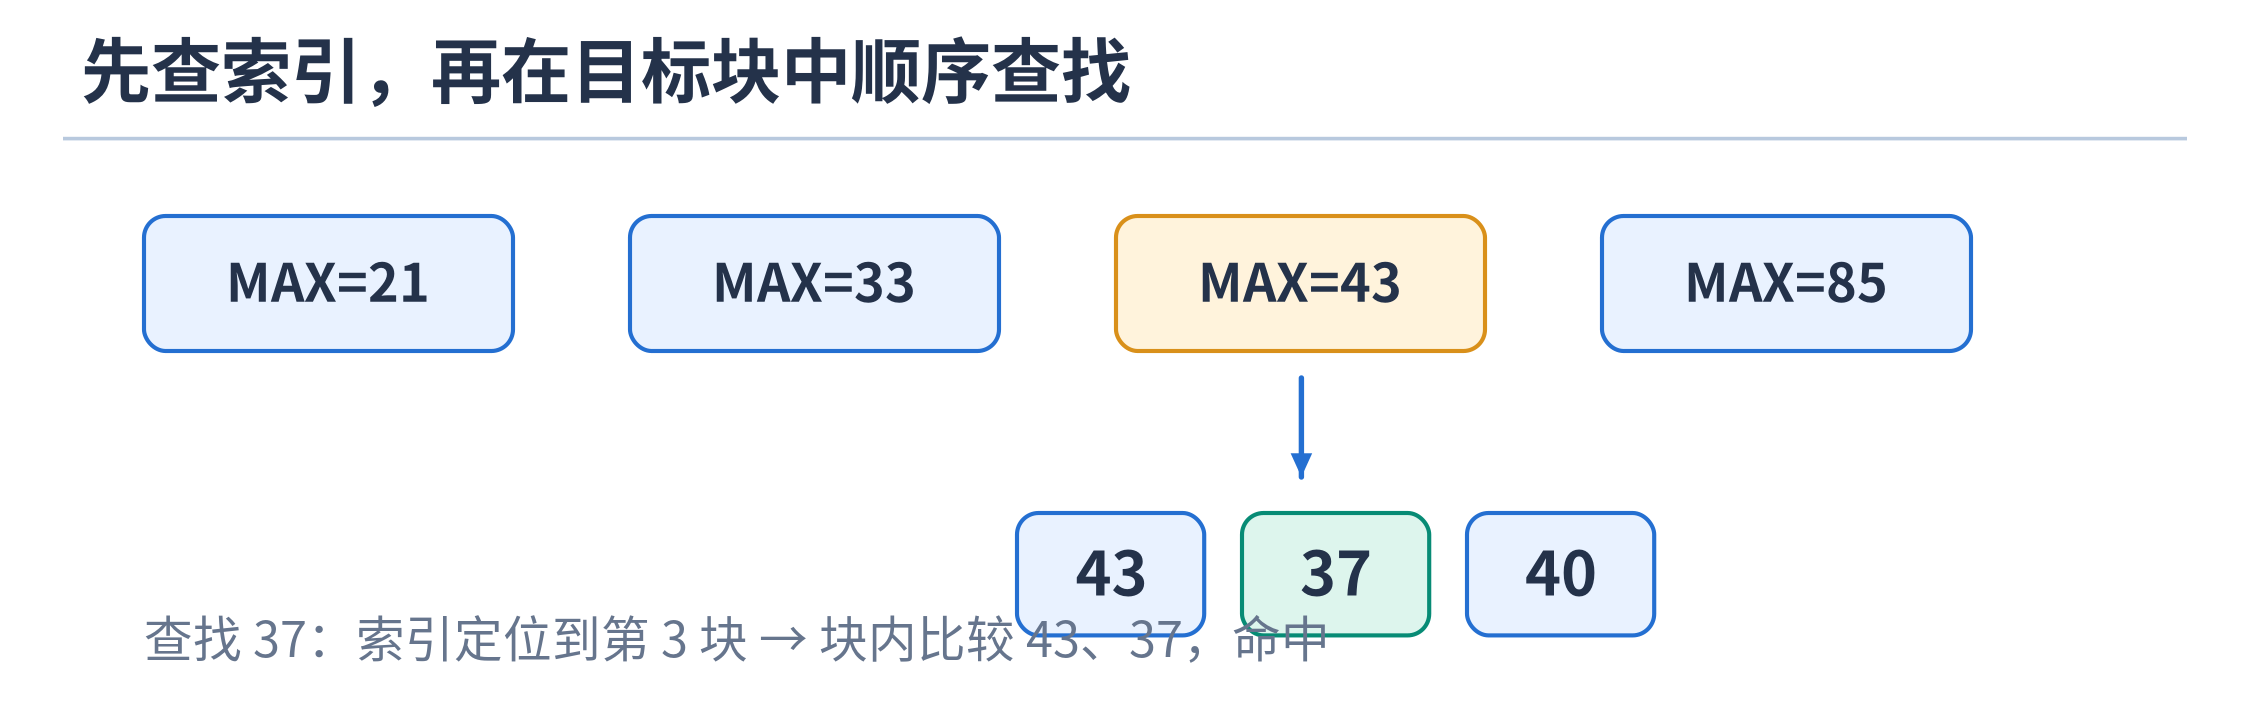 先查索引，再在目标块中顺序查找
MAX=21 MAX=33 MAX=43 MAX=85
43 37 40
查找 37：索引定位到第 3 块 → 块内比较 43、37，命中